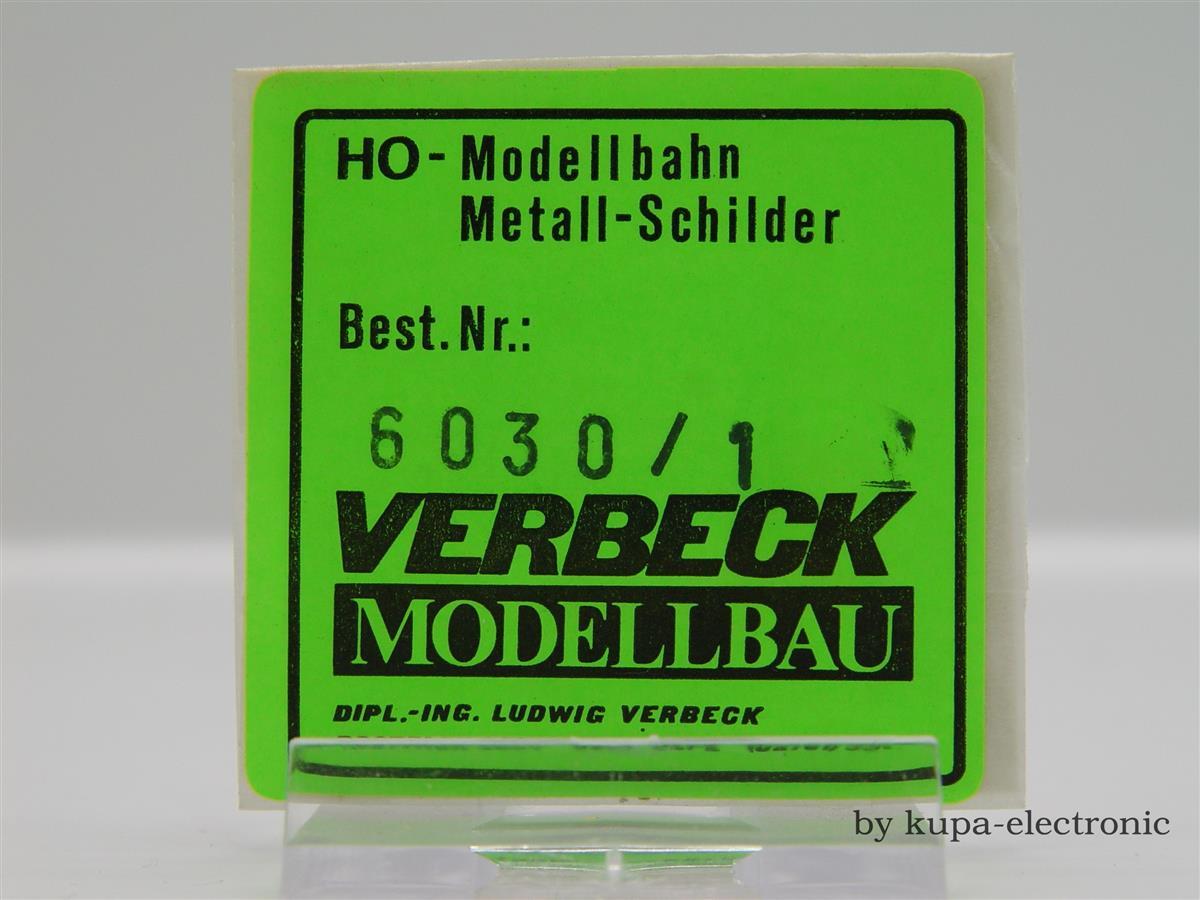 HO-Modellbahn
Metall-Schilder
Best.Nr.:
6030/1
VERBECK
MODELLBAU
DIPL.-ING. LUDWIG VERBECK
by kupa-electronic